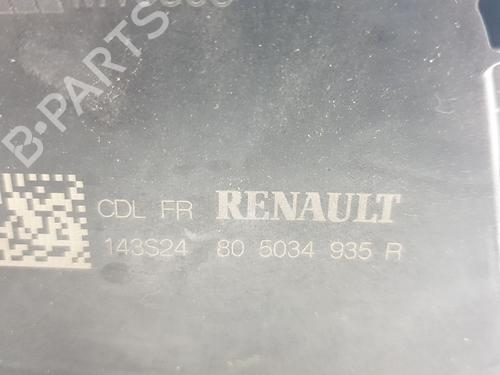 B-PARTS
CDL FR RENAULT
143S24 80 5034 935 R